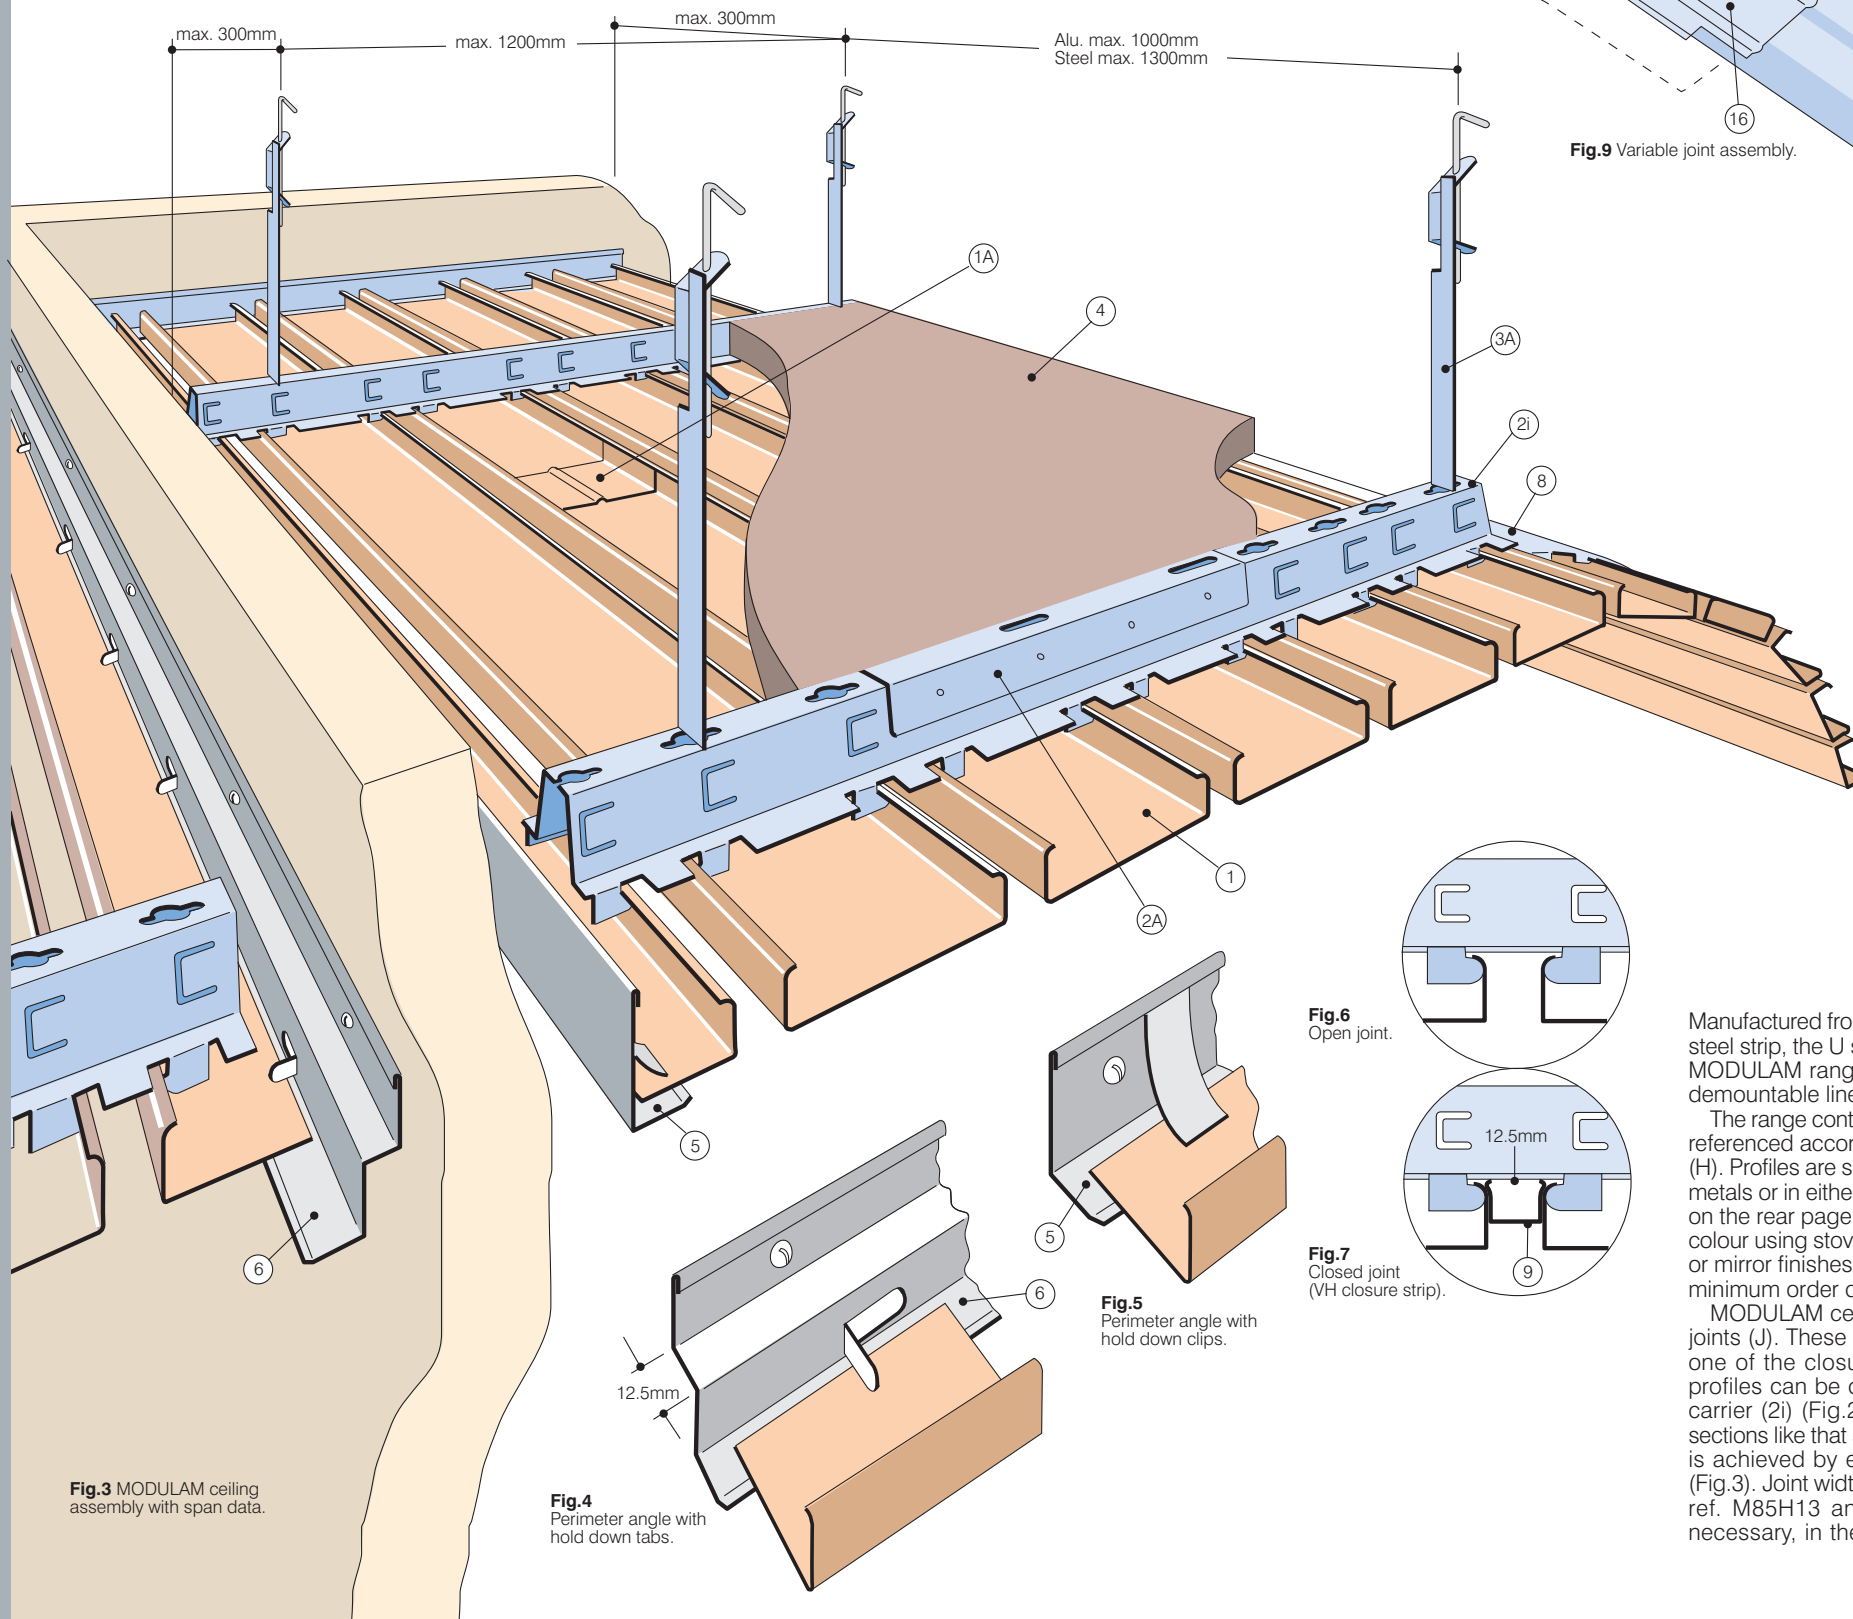 max. 300mm
max. 1200mm
max. 300mm
Alu. max. 1000mm
Steel max. 1300mm
16
Fig.9 Variable joint assembly.
1A
4
3A
2i
8
1
2A
5
6
Fig.3 MODULAM ceiling
assembly with span data.
12.5mm
6
Fig.4
Perimeter angle with
hold down tabs.
5
Fig.5
Perimeter angle with
hold down clips.
Fig.6
Open joint.
12.5mm
9
Fig.7
Closed joint
(VH closure strip).
Manufactured fro
steel strip, the U s
MODULAM rang
demountable line
The range cont
referenced accor
(H). Profiles are s
metals or in eithe
on the rear page
colour using stov
or mirror finishes
minimum order o
MODULAM ce
joints (J). These
one of the closu
profiles can be c
carrier (2i) (Fig.2
sections like that
is achieved by e
(Fig.3). Joint widt
ref. M85H13 an
necessary, in the